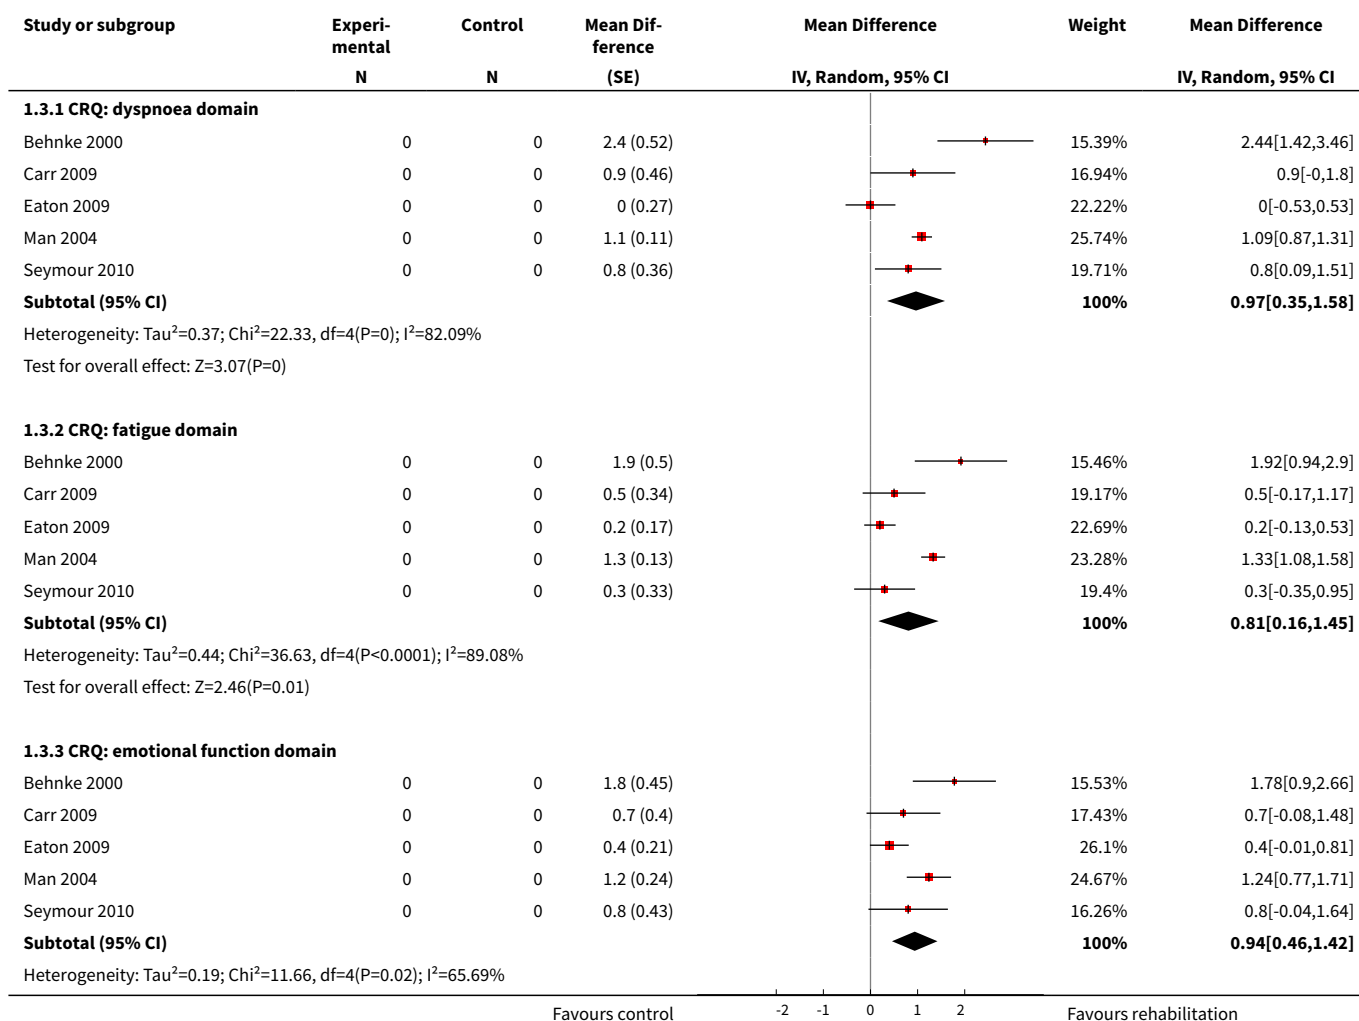 Study or subgroup Experi- Control Mean Dif- Mean Difference Weight Mean Difference
mental ference
N N (SE) IV, Random, 95% CI IV, Random, 95% CI
1.3.1 CRQ: dyspnoea domain
Behnke 2000 0 0 2.4 (0.52) 15.39% 2.44[1.42,3.46]
Carr 2009 0 0 0.9 (0.46) 16.94% 0.9[-0,1.8]
Eaton 2009 0 0 0 (0.27) 22.22% 0[-0.53,0.53]
Man 2004 0 0 1.1 (0.11) 25.74% 1.09[0.87,1.31]
Seymour 2010 0 0 0.8 (0.36) 19.71% 0.8[0.09,1.51]
Subtotal (95% CI) 100% 0.97[0.35,1.58]
Heterogeneity: Tau²=0.37; Chi²=22.33, df=4(P=0); I²=82.09%
Test for overall effect: Z=3.07(P=0)
1.3.2 CRQ: fatigue domain
Behnke 2000 0 0 1.9 (0.5) 15.46% 1.92[0.94,2.9]
Carr 2009 0 0 0.5 (0.34) 19.17% 0.5[-0.17,1.17]
Eaton 2009 0 0 0.2 (0.17) 22.69% 0.2[-0.13,0.53]
Man 2004 0 0 1.3 (0.13) 23.28% 1.33[1.08,1.58]
Seymour 2010 0 0 0.3 (0.33) 19.4% 0.3[-0.35,0.95]
Subtotal (95% CI) 100% 0.81[0.16,1.45]
Heterogeneity: Tau²=0.44; Chi²=36.63, df=4(P<0.0001); I²=89.08%
Test for overall effect: Z=2.46(P=0.01)
1.3.3 CRQ: emotional function domain
Behnke 2000 0 0 1.8 (0.45) 15.53% 1.78[0.9,2.66]
Carr 2009 0 0 0.7 (0.4) 17.43% 0.7[-0.08,1.48]
Eaton 2009 0 0 0.4 (0.21) 26.1% 0.4[-0.01,0.81]
Man 2004 0 0 1.2 (0.24) 24.67% 1.24[0.77,1.71]
Seymour 2010 0 0 0.8 (0.43) 16.26% 0.8[-0.04,1.64]
Subtotal (95% CI) 100% 0.94[0.46,1.42]
Heterogeneity: Tau²=0.19; Chi²=11.66, df=4(P=0.02); I²=65.69%
Favours control -2 -1 0 1 2 Favours rehabilitation